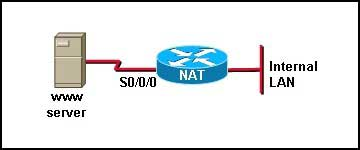 www
server
S0/0/0
NAT
Internal
LAN